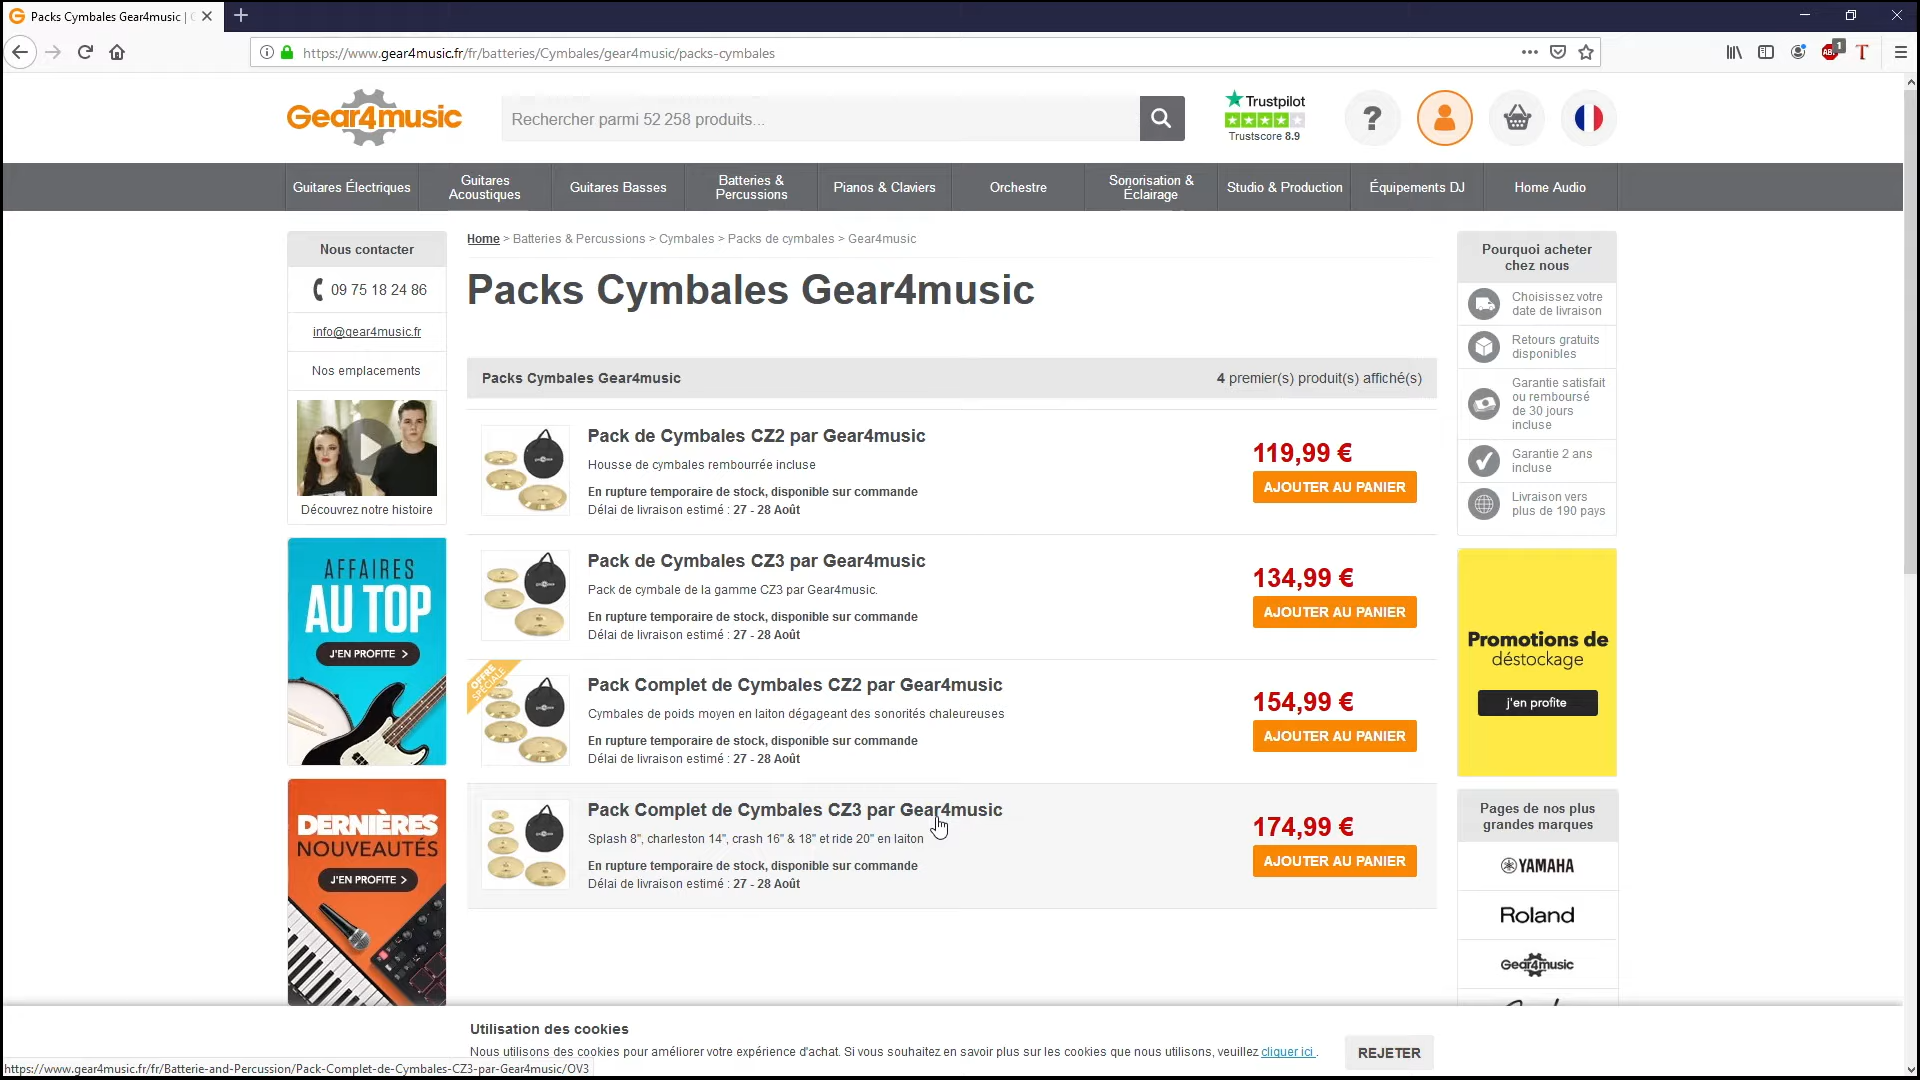 Packs Cymbales Gear4music |
https://www.gear4music.fr/fr/batteries/Cymbales/gear4music/packs-cymbales
1
ABP
T
Gear4music
Rechercher parmi 52 258 produits...
Trustpilot
Trustscore 8.9
?
Guitares Électriques
Guitares
Acoustiques
Guitares Basses
Batteries &
Percussions
Pianos & Claviers
Orchestre
Sonorisation &
Éclairage
Studio & Production
Équipements DJ
Home Audio
Nous contacter
09 75 18 24 86
info@gear4music.fr
Nos emplacements
Découvrez notre histoire
AFFAIRES
AU TOP
J'EN PROFITE >
DERNIÈRES
NOUVEAUTÉS
J'EN PROFITE >
Home > Batteries & Percussions > Cymbales > Packs de cymbales > Gear4music
Packs Cymbales Gear4music
Packs Cymbales Gear4music
4 premier(s) produit(s) affiché(s)
Pack de Cymbales CZ2 par Gear4music
Housse de cymbales rembourrée incluse
En rupture temporaire de stock, disponible sur commande
Délai de livraison estimé : 27 - 28 Août
119,99 €
AJOUTER AU PANIER
Pack de Cymbales CZ3 par Gear4music
Pack de cymbale de la gamme CZ3 par Gear4music.
En rupture temporaire de stock, disponible sur commande
Délai de livraison estimé : 27 - 28 Août
134,99 €
AJOUTER AU PANIER
OFFRE
SPÉCIALE
Pack Complet de Cymbales CZ2 par Gear4music
Cymbales de poids moyen en laiton dégageant des sonorités chaleureuses
En rupture temporaire de stock, disponible sur commande
Délai de livraison estimé : 27 - 28 Août
154,99 €
AJOUTER AU PANIER
Pack Complet de Cymbales CZ3 par Gear4music
Splash 8", charleston 14", crash 16" & 18" et ride 20" en laiton
En rupture temporaire de stock, disponible sur commande
Délai de livraison estimé : 27 - 28 Août
174,99 €
AJOUTER AU PANIER
Pourquoi acheter
chez nous
Choisissez votre
date de livraison
Retours gratuits
disponibles
Garantie satisfait
ou remboursé
de 30 jours
incluse
Garantie 2 ans
incluse
Livraison vers
plus de 190 pays
Promotions de
déstockage
j'en profite
Pages de nos plus
grandes marques
YAMAHA
Roland
Gear4music
Utilisation des cookies
Nous utilisons des cookies pour améliorer votre expérience d'achat. Si vous souhaitez en savoir plus sur les cookies que nous utilisons, veuillez cliquer ici .
REJETER
https://www.gear4music.fr/fr/Batterie-and-Percussion/Pack-Complet-de-Cymbales-CZ3-par-Gear4music/OV3